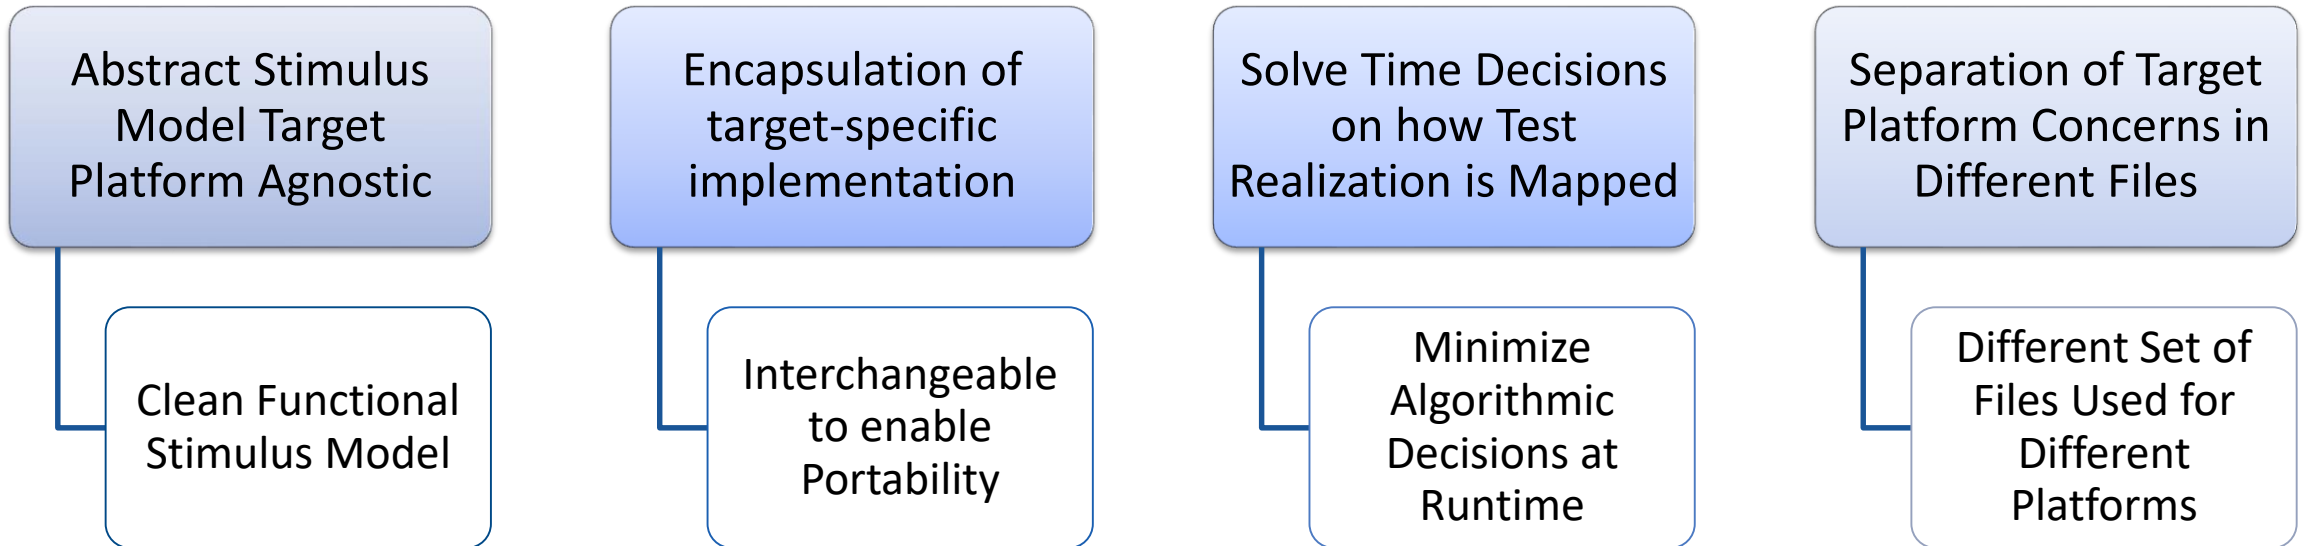 Abstract Stimulus
Model Target
Platform Agnostic
Clean Functional
Stimulus Model
Encapsulation of
target-specific
implementation
Interchangeable
to enable
Portability
Solve Time Decisions
on how Test
Realization is Mapped
Minimize
Algorithmic
Decisions at
Runtime
Separation of Target
Platform Concerns in
Different Files
Different Set of
Files Used for
Different
Platforms